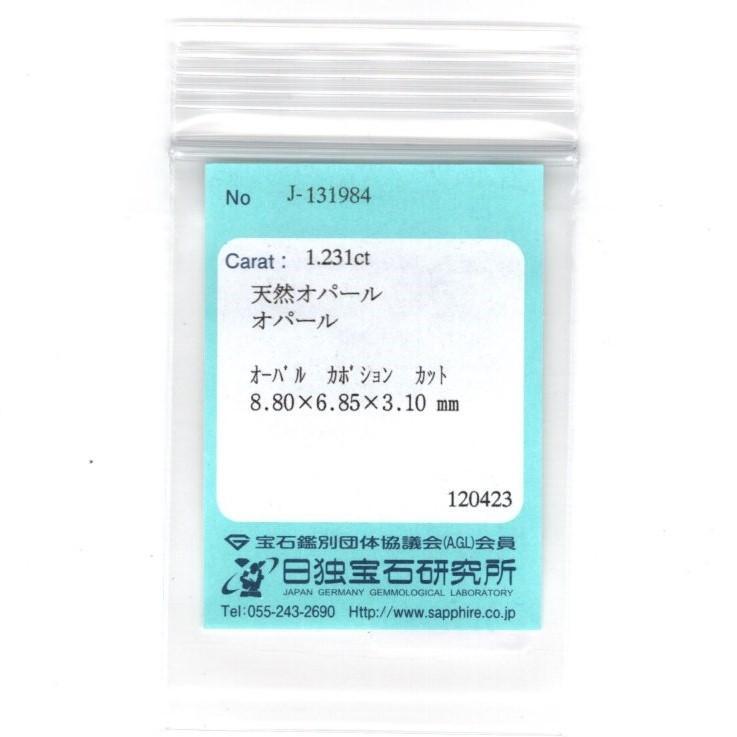 No J-131984
Carat : 1.231ct
天然オパール
オパール
ｵｰﾊﾞﾙ ｶﾎﾞｼｮﾝ ｶｯﾄ
8.80×6.85×3.10 mm
120423
宝石鑑別団体協議会(AGL)会員
日独宝石研究所
JAPAN GERMANY GEMMOLOGICAL LABORATORY
Tel:055-243-2690 Http://www.sapphire.co.jp